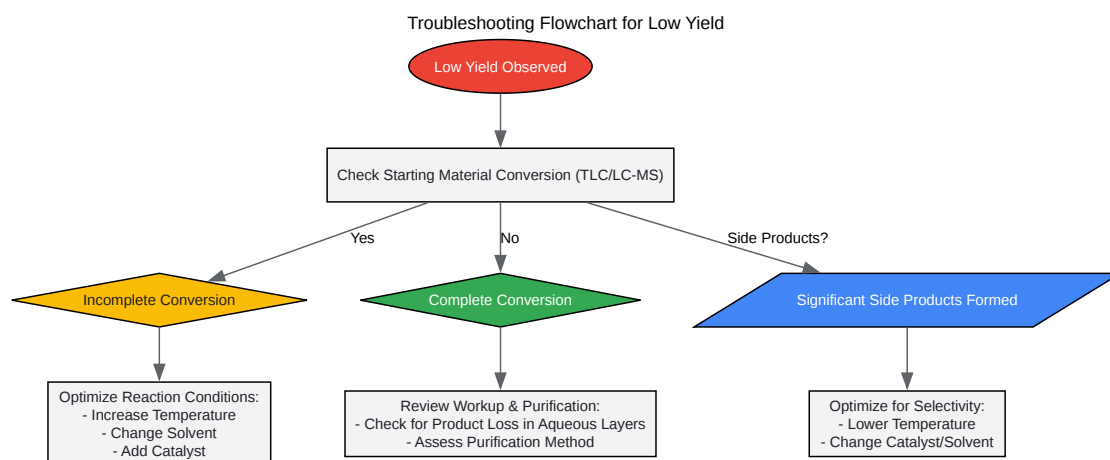 Troubleshooting Flowchart for Low Yield
Low Yield Observed
Check Starting Material Conversion (TLC/LC-MS)
Yes
No
Side Products?
Incomplete Conversion
Complete Conversion
Significant Side Products Formed
Optimize Reaction Conditions:
- Increase Temperature
- Change Solvent
- Add Catalyst
Review Workup & Purification:
- Check for Product Loss in Aqueous Layers
- Assess Purification Method
Optimize for Selectivity:
- Lower Temperature
- Change Catalyst/Solvent